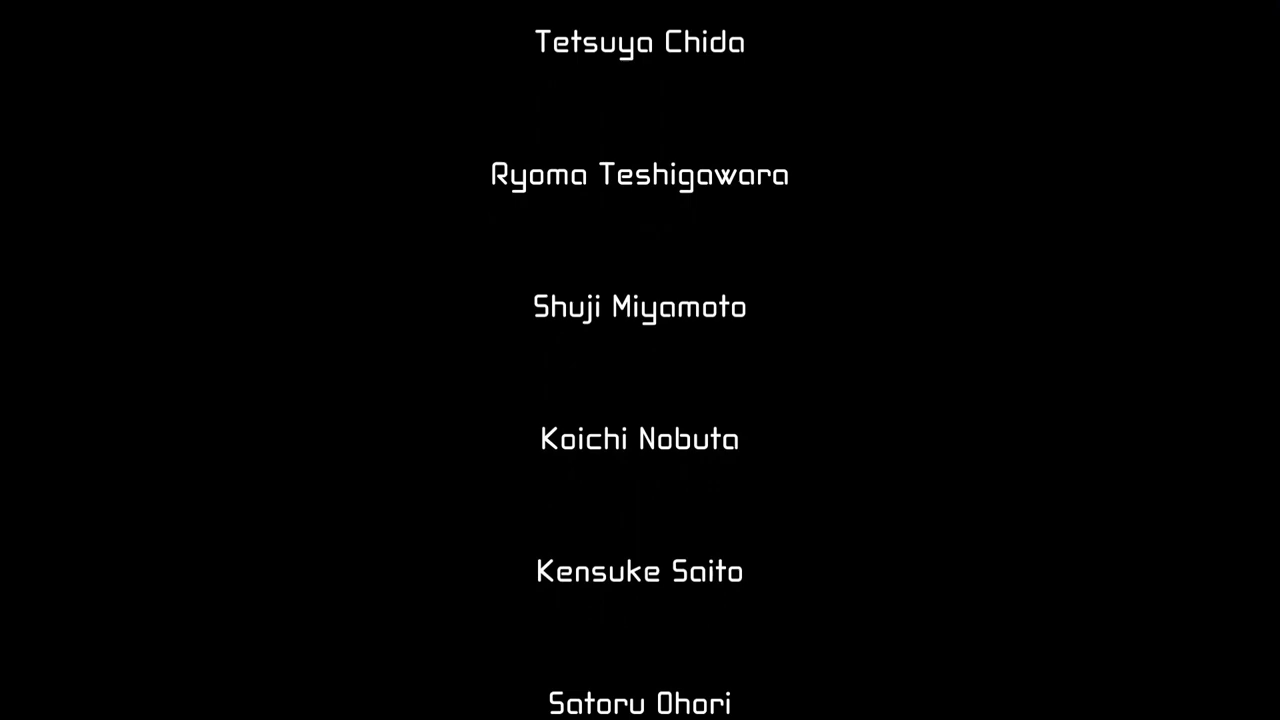 Tetsuya Chida
Ryoma Teshigawara
Shuji Miyamoto
Koichi Nobuta
Kensuke Saito
Satoru Ohori